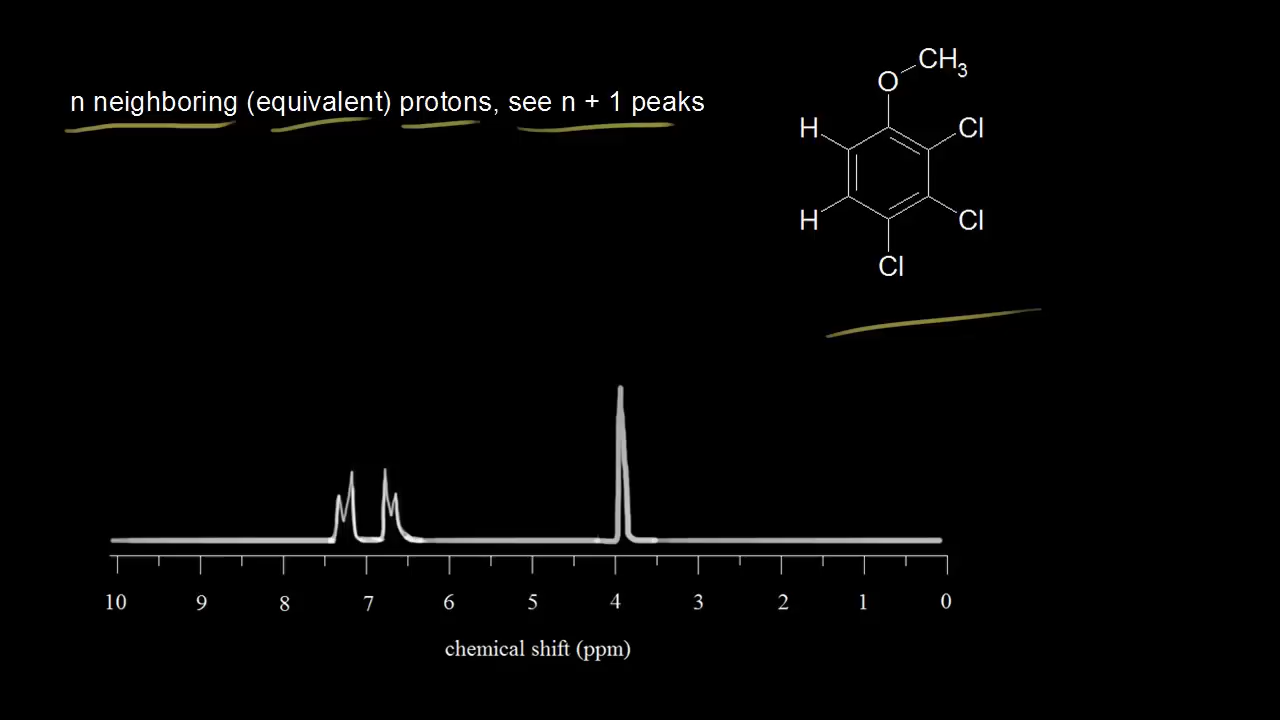 n neighboring (equivalent) protons, see n + 1 peaks
CH3
O
H
Cl
H
Cl
Cl
10 9 8 7 6 5 4 3 2 1 0
chemical shift (ppm)